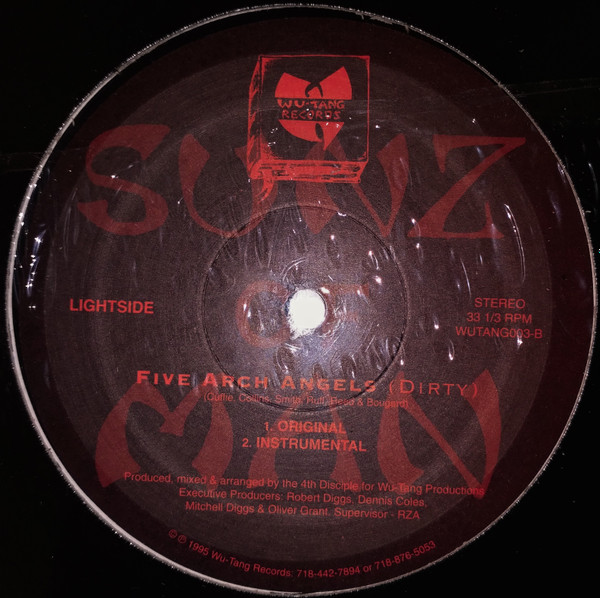 WU-TANG
RECORDS
SUNZ
OF
MAN
LIGHTSIDE
STEREO
33 1/3 RPM
WUTANG003-B
FIVE ARCH ANGELS (DIRTY)
(Cuffie, Collins, Smith, Ruff, Reed & Bougard)
1. ORIGINAL
2. INSTRUMENTAL
Produced, mixed & arranged by the 4th Disciple for Wu-Tang Productions
Executive Producers: Robert Diggs, Dennis Coles,
Mitchell Diggs & Oliver Grant. Supervisor - RZA
© ℗ 1995 Wu-Tang Records: 718-442-7894 or 718-876-5053